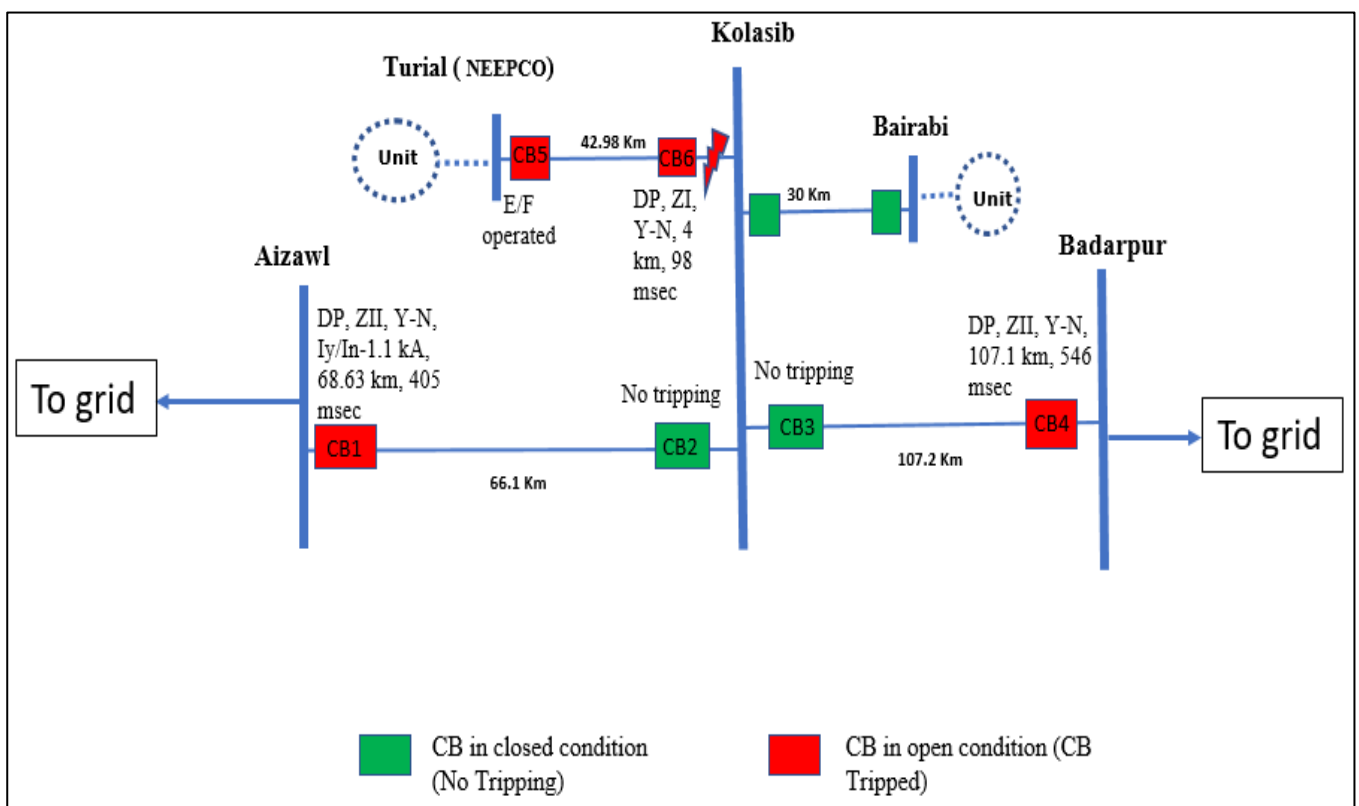 Kolasib
Turial ( NEEPCO)
Bairabi
Unit
CB5
42.98 Km
CB6
30 Km
Unit
E/F
operated
DP, ZI,
Y-N, 4
km, 98
msec
Aizawl
Badarpur
DP, ZII, Y-N,
Iy/In-1.1 kA,
68.63 km, 405
msec
DP, ZII, Y-N,
107.1 km, 546
msec
To grid
No tripping
No tripping
To grid
CB1
CB2
CB3
CB4
66.1 Km
107.2 Km
CB in closed condition
(No Tripping)
CB in open condition (CB
Tripped)